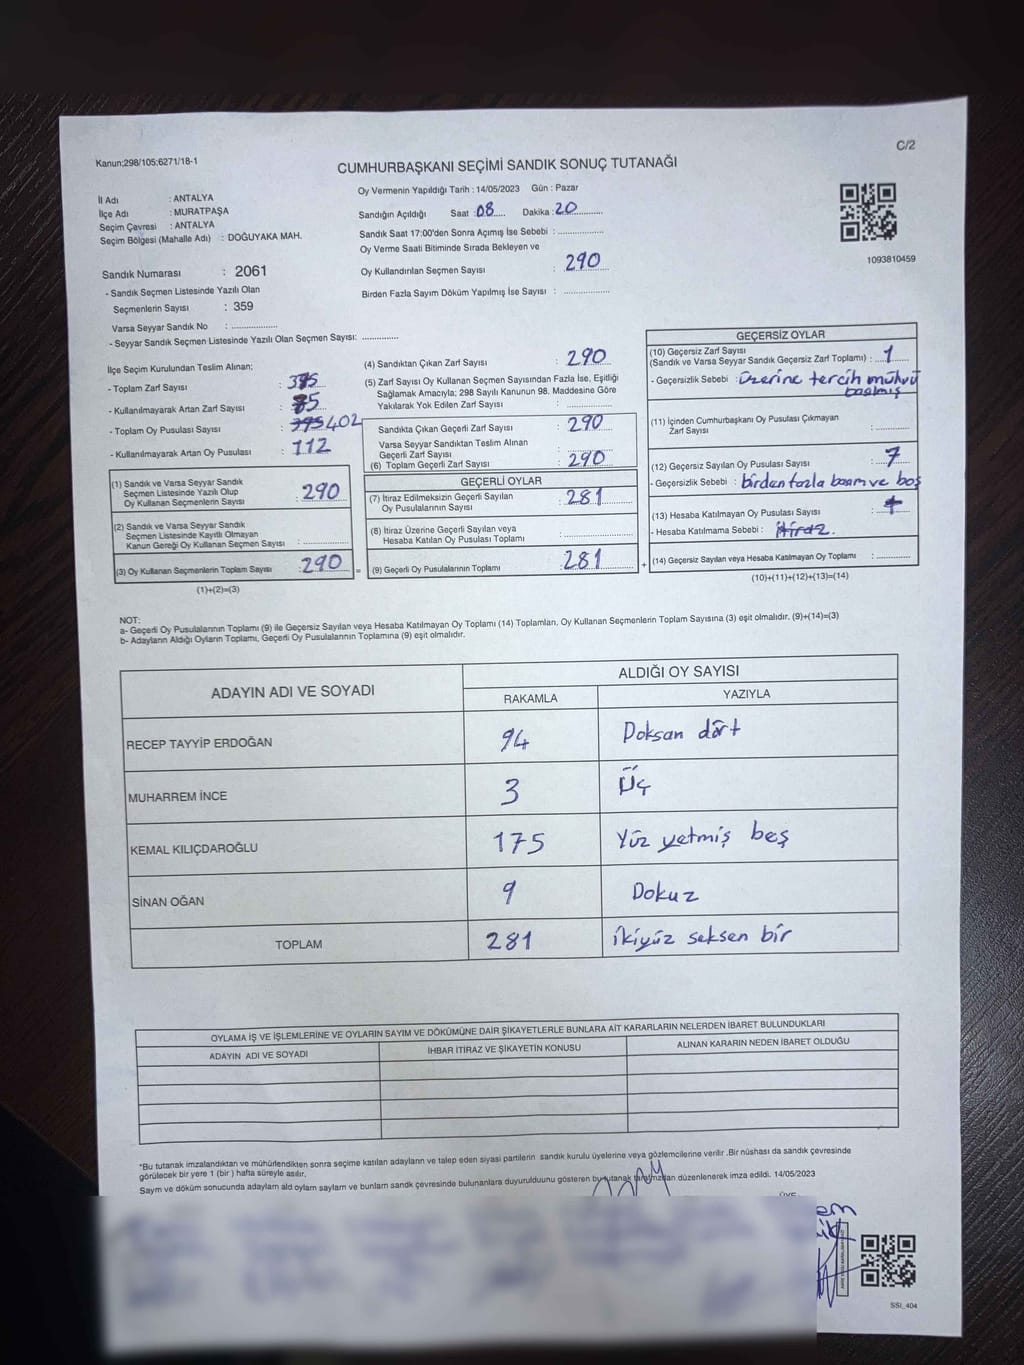 Kanun;298/105;6271/18-1
C/2
CUMHURBAŞKANI SEÇİMİ SANDIK SONUÇ TUTANAĞI
İl Adı : ANTALYA
İlçe Adı : MURATPAŞA
Seçim Çevresi : ANTALYA
Seçim Bölgesi (Mahalle Adı) : DOĞUYAKA MAH.
Oy Vermenin Yapıldığı Tarih : 14/05/2023 Gün : Pazar
Sandığın Açıldığı Saat : 08 Dakika : 20
Sandık Saat 17:00'den Sonra Açımış İse Sebebi :
Oy Verme Saati Bitiminde Sırada Bekleyen ve
Oy Kullandırılan Seçmen Sayısı : 290
Birden Fazla Sayım Döküm Yapılmış İse Sayısı :
1093810459
Sandık Numarası : 2061
- Sandık Seçmen Listesinde Yazılı Olan
Seçmenlerin Sayısı : 359
Varsa Seyyar Sandık No :
- Seyyar Sandık Seçmen Listesinde Yazılı Olan Seçmen Sayısı:
İlçe Seçim Kurulundan Teslim Alınan;
- Toplam Zarf Sayısı :
- Kullanılmayarak Artan Zarf Sayısı :
- Toplam Oy Pusulası Sayısı : 395 402
- Kullanılmayarak Artan Oy Pusulası : 112
(1) Sandık ve Varsa Seyyar Sandık
Seçmen Listesinde Yazılı Olup
Oy Kullanan Seçmenlerin Sayısı : 290
(2) Sandık ve Varsa Seyyar Sandık
Seçmen Listesinde Kayıtlı Olmayan
Kanun Gereği Oy Kullanan Seçmen Sayısı :
(3) Oy Kullanan Seçmenlerin Toplam Sayısı : 290
(1)+(2)=(3)
(4) Sandıktan Çıkan Zarf Sayısı : 290
(5) Zarf Sayısı Oy Kullanan Seçmen Sayısından Fazla İse, Eşitliği
Sağlamak Amacıyla; 298 Sayılı Kanunun 98. Maddesine Göre
Yakılarak Yok Edilen Zarf Sayısı :
Sandıkta Çıkan Geçerli Zarf Sayısı : 290
Varsa Seyyar Sandıktan Teslim Alınan
Geçerli Zarf Sayısı :
(6) Toplam Geçerli Zarf Sayısı : 290
GEÇERLİ OYLAR
(7) İtiraz Edilmeksizin Geçerli Sayılan
Oy Pusulalarının Sayısı : 281
(8) İtiraz Üzerine Geçerli Sayılan veya
Hesaba Katılan Oy Pusulası Toplamı :
= (9) Geçerli Oy Pusulalarının Toplamı : 281 +
GEÇERSİZ OYLAR
(10) Geçersiz Zarf Sayısı
(Sandık ve Varsa Seyyar Sandık Geçersiz Zarf Toplamı) : 1
- Geçersizlik Sebebi : üzerine tercih mührü
basılmış
(11) İçinden Cumhurbaşkanı Oy Pusulası Çıkmayan
Zarf Sayısı :
(12) Geçersiz Sayılan Oy Pusulası Sayısı : 7
- Geçersizlik Sebebi : birden fazla basım ve boş
(13) Hesaba Katılmayan Oy Pusulası Sayısı :
- Hesaba Katılmama Sebebi : itiraz.
(14) Geçersiz Sayılan veya Hesaba Katılmayan Oy Toplamı :
(10)+(11)+(12)+(13)=(14)
NOT:
a- Geçerli Oy Pusulalarının Toplamı (9) ile Geçersiz Sayılan veya Hesaba Katılmayan Oy Toplamı (14) Toplamları, Oy Kullanan Seçmenlerin Toplam Sayısına (3) eşit olmalıdır. (9)+(14)=(3)
b- Adayların Aldığı Oyların Toplamı, Geçerli Oy Pusulalarının Toplamına (9) eşit olmalıdır.
ADAYIN ADI VE SOYADI ALDIĞI OY SAYISI
RAKAMLA YAZIYLA
RECEP TAYYİP ERDOĞAN 94 Doksan dört
MUHARREM İNCE 3 Üç
KEMAL KILIÇDAROĞLU 175 Yüz yetmiş beş
SİNAN OĞAN 9 Dokuz
TOPLAM 281 ikiyüz seksen bir
OYLAMA İŞ VE İŞLEMLERİNE VE OYLARIN SAYIM VE DÖKÜMÜNE DAİR ŞİKAYETLERLE BUNLARA AİT KARARLARIN NELERDEN İBARET BULUNDUKLARI
ADAYIN ADI VE SOYADI İHBAR İTİRAZ VE ŞİKAYETİN KONUSU ALINAN KARARIN NEDEN İBARET OLDUĞU
*Bu tutanak imzalandıktan ve mühürlendikten sonra seçime katılan adayların ve talep eden siyasi partilerin sandık kurulu üyelerine veya gözlemcilerine verilir .Bir nüshası da sandık çevresinde
görülecek bir yere 1 (bir ) hafta süreyle asılır.
Sayım ve döküm sonucunda adayların ald oyların saylam ve bunlam sandk çevresinde bulunanlara duyurulduunu gösteren bu tutanak düzenlenerek imza edildi. 14/05/2023
ÜYE
SSI_404